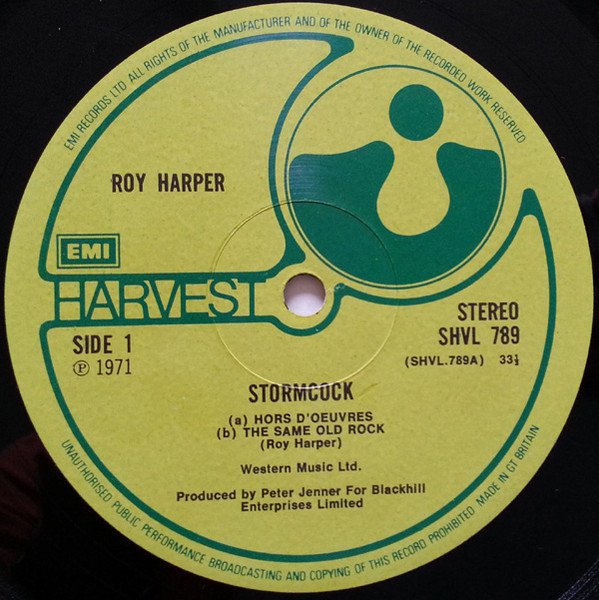 EMI RECORDS LTD ALL RIGHTS OF THE MANUFACTURER AND OF THE OWNER OF THE RECORDED WORK RESERVED
ROY HARPER
EMI
HARVEST
SIDE 1
℗ 1971
STEREO
SHVL 789
(SHVL.789A) 33⅓
STORMCOCK
(a) HORS D'OEUVRES
(b) THE SAME OLD ROCK
(Roy Harper)
Western Music Ltd.
Produced by Peter Jenner For Blackhill
Enterprises Limited
UNAUTHORISED PUBLIC PERFORMANCE BROADCASTING AND COPYING OF THIS RECORD PROHIBITED MADE IN GT BRITAIN